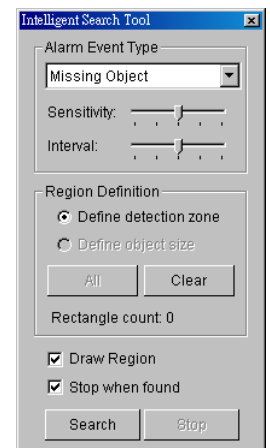 Intelligent Search Tool
Alarm Event Type
Missing Object
Sensitivity:
Interval:
Region Definition
Define detection zone
Define object size
All Clear
Rectangle count: 0
Draw Region
Stop when found
Search Stop